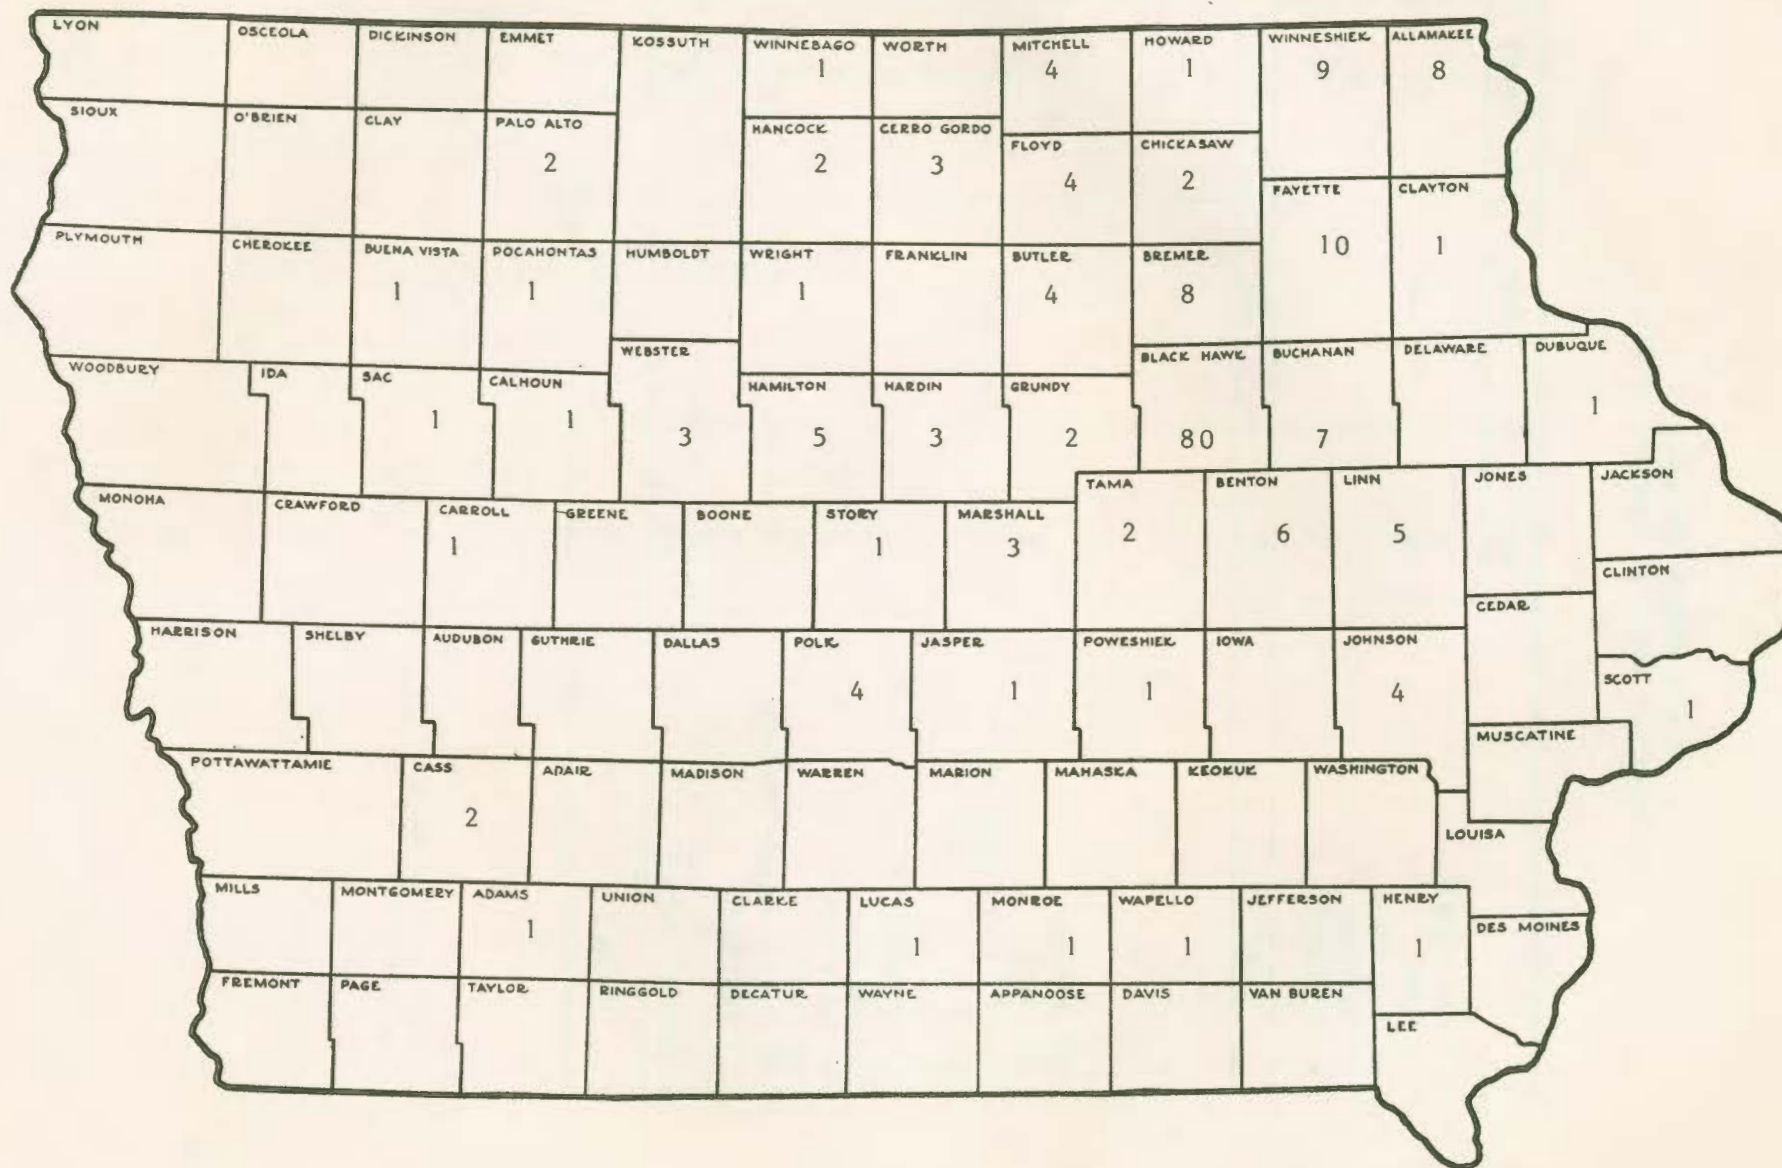 LYON
OSCEOLA
DICKINSON
EMMET
KOSSUTH
WINNEBAGO
1
WORTH
MITCHELL
4
HOWARD
1
WINNESHIEK
9
ALLAMAKEE
8
SIOUX
O'BRIEN
CLAY
PALO ALTO
2
HANCOCK
2
CERRO GORDO
3
FLOYD
4
CHICKASAW
2
FAYETTE
10
CLAYTON
1
PLYMOUTH
CHEROKEE
BUENA VISTA
1
POCAHONTAS
1
HUMBOLDT
WRIGHT
1
FRANKLIN
BUTLER
4
BREMER
8
WOODBURY
IDA
SAC
1
CALHOUN
1
WEBSTER
3
HAMILTON
5
HARDIN
3
GRUNDY
2
BLACK HAWK
80
BUCHANAN
7
DELAWARE
DUBUQUE
1
MONOHA
CRAWFORD
CARROLL
1
GREENE
BOONE
STORY
1
MARSHALL
3
TAMA
2
BENTON
6
LINN
5
JONES
JACKSON
CLINTON
CEDAR
HARRISON
SHELBY
AUDUBON
GUTHRIE
DALLAS
POLK
4
JASPER
1
POWESHIEK
1
IOWA
JOHNSON
4
SCOTT
1
MUSCATINE
POTTAWATTAMIE
CASS
2
ADAIR
MADISON
WARREN
MARION
MAHASKA
KEOKUK
WASHINGTON
LOUISA
MILLS
MONTGOMERY
ADAMS
1
UNION
CLARKE
LUCAS
1
MONROE
1
WAPELLO
1
JEFFERSON
HENRY
1
DES MOINES
FREMONT
PAGE
TAYLOR
RINGGOLD
DECATUR
WAYNE
APPANOOSE
DAVIS
VAN BUREN
LEE